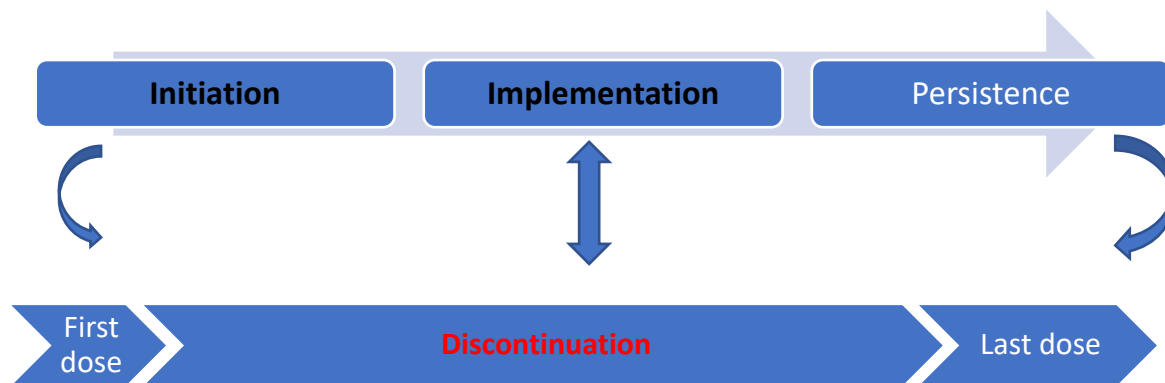 Initiation
Implementation
Persistence
First
dose
Discontinuation
Last dose